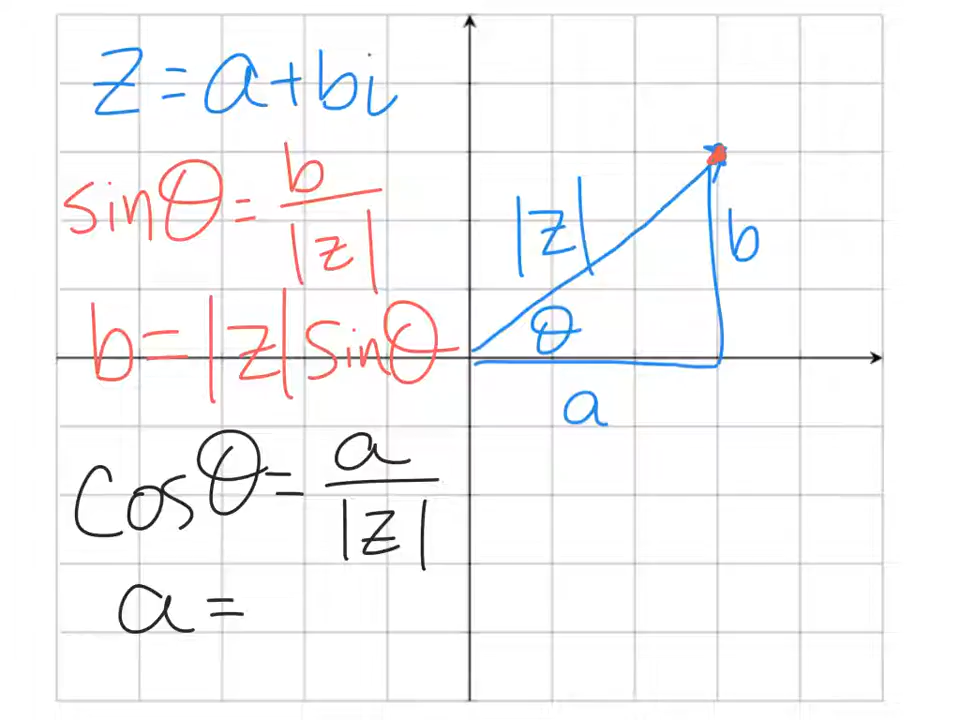 z = a + bi
sinθ = b/|z|
b = |z| sinθ
cosθ = a/|z|
a =
|z|
b
θ
a